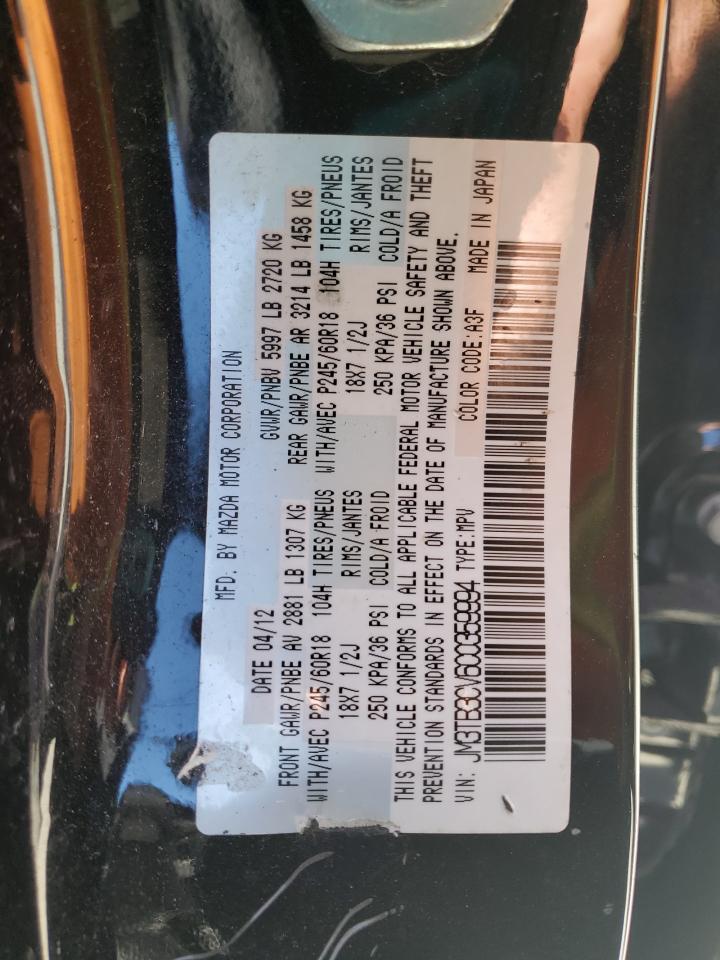 MFD. BY MAZDA MOTOR CORPORATION
DATE 04/12 GVWR/PNBV 5997 LB 2720 KG
FRONT GAWR/PNBE AV 2881 LB 1307 KG REAR GAWR/PNBE AR 3214 LB 1458 KG
WITH/AVEC P245/60R18 104H TIRES/PNEUS WITH/AVEC P245/60R18 104H TIRES/PNEUS
18X7 1/2J RIMS/JANTES 18X7 1/2J RIMS/JANTES
250 KPA/36 PSI COLD/A FROID 250 KPA/36 PSI COLD/A FROID
THIS VEHICLE CONFORMS TO ALL APPLICABLE FEDERAL MOTOR VEHICLE SAFETY AND THEFT
PREVENTION STANDARDS IN EFFECT ON THE DATE OF MANUFACTURE SHOWN ABOVE.
VIN: JM3TB3CV6C0359994 TYPE:MPV COLOR CODE:A3F MADE IN JAPAN